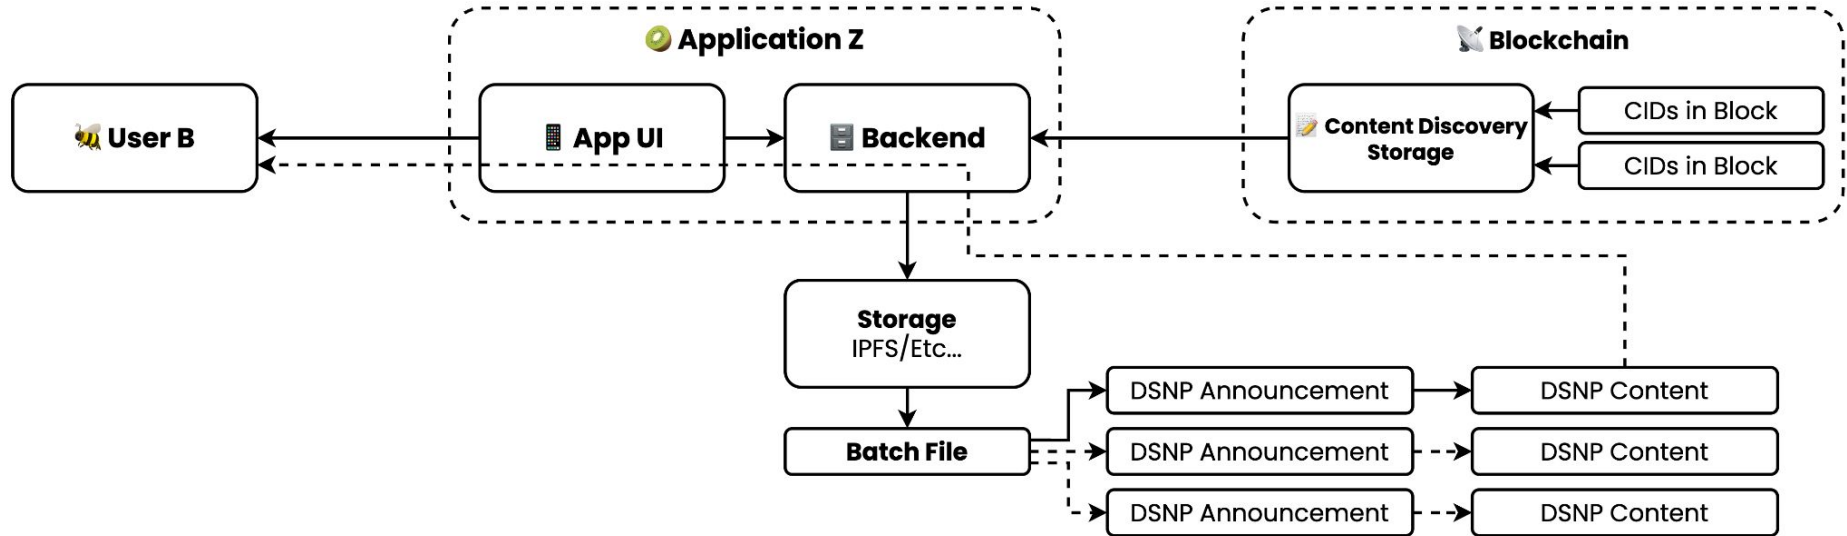 Application Z
Blockchain
User B
App UI
Backend
Content Discovery
Storage
CIDs in Block
CIDs in Block
Storage
IPFS/Etc...
Batch File
DSNP Announcement
DSNP Content
DSNP Announcement
DSNP Content
DSNP Announcement
DSNP Content